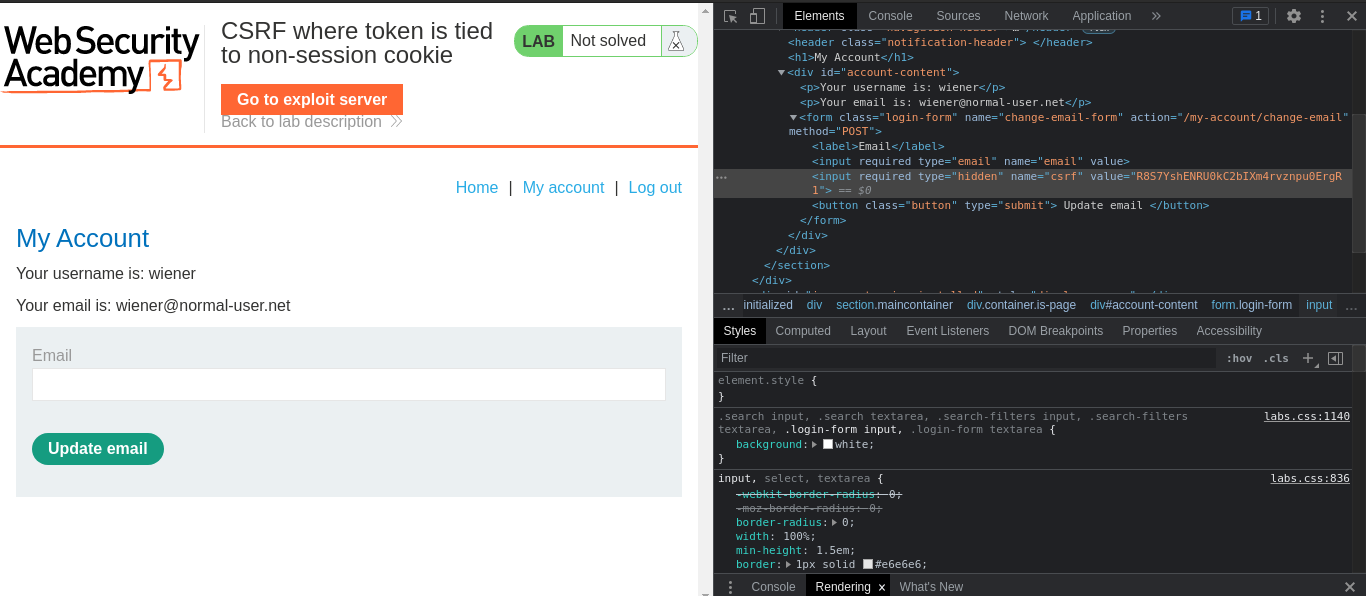 Web Security
Academy
CSRF where token is tied
to non-session cookie
LAB Not solved
Go to exploit server
Back to lab description
Home | My account | Log out
My Account
Your username is: wiener
Your email is: wiener@normal-user.net
Email
Update email
Elements Console Sources Network Application » 1
<header class="notification-header"> </header>
<h1>My Account</h1>
<div id="account-content">
<p>Your username is: wiener</p>
<p>Your email is: wiener@normal-user.net</p>
<form class="login-form" name="change-email-form" action="/my-account/change-email"
method="POST">
<label>Email</label>
<input required type="email" name="email" value>
<input required type="hidden" name="csrf" value="R8S7YshENRU0kC2bIXm4rvznpu0ErgR
1"> == $0
<button class="button" type="submit"> Update email </button>
</form>
</div>
</div>
</section>
</div>
… initialized div section.maincontainer div.container.is-page div#account-content form.login-form input …
Styles Computed Layout Event Listeners DOM Breakpoints Properties Accessibility
Filter :hov .cls +
element.style {
}
.search input, .search textarea, .search-filters input, .search-filters labs.css:1140
textarea, .login-form input, .login-form textarea {
background: white;
}
input, select, textarea { labs.css:836
-webkit-border-radius: 0;
-moz-border-radius: 0;
border-radius: 0;
width: 100%;
min-height: 1.5em;
border: 1px solid #e6e6e6;
Console Rendering x What's New